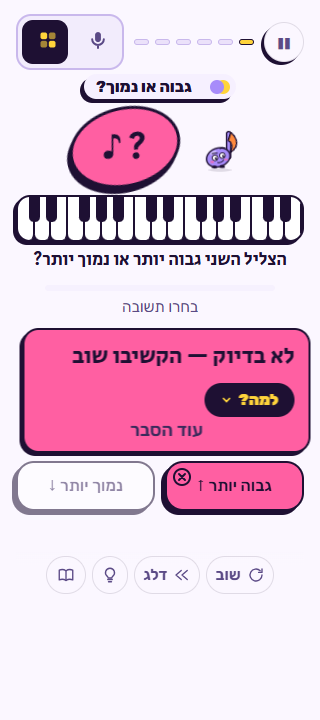 גבוה או נמוך?
♪?
הצליל השני גבוה יותר או נמוך יותר?
בחרו תשובה
לא בדיוק — הקשיבו שוב
למה?
עוד הסבר
גבוה יותר ↑
נמוך יותר ↓
שוב
דלג